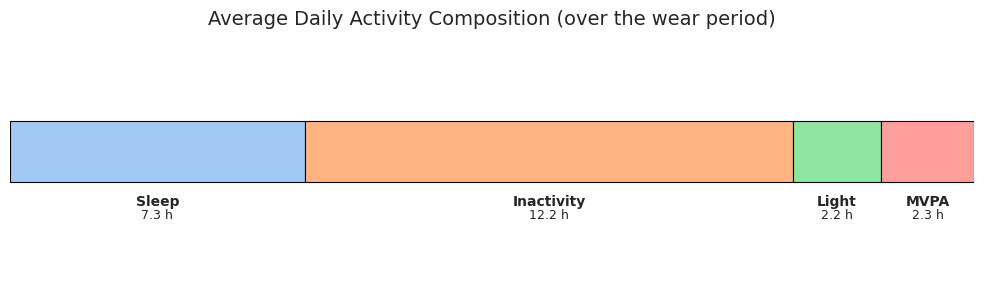 Average Daily Activity Composition (over the wear period)
Sleep
7.3 h
Inactivity
12.2 h
Light
2.2 h
MVPA
2.3 h